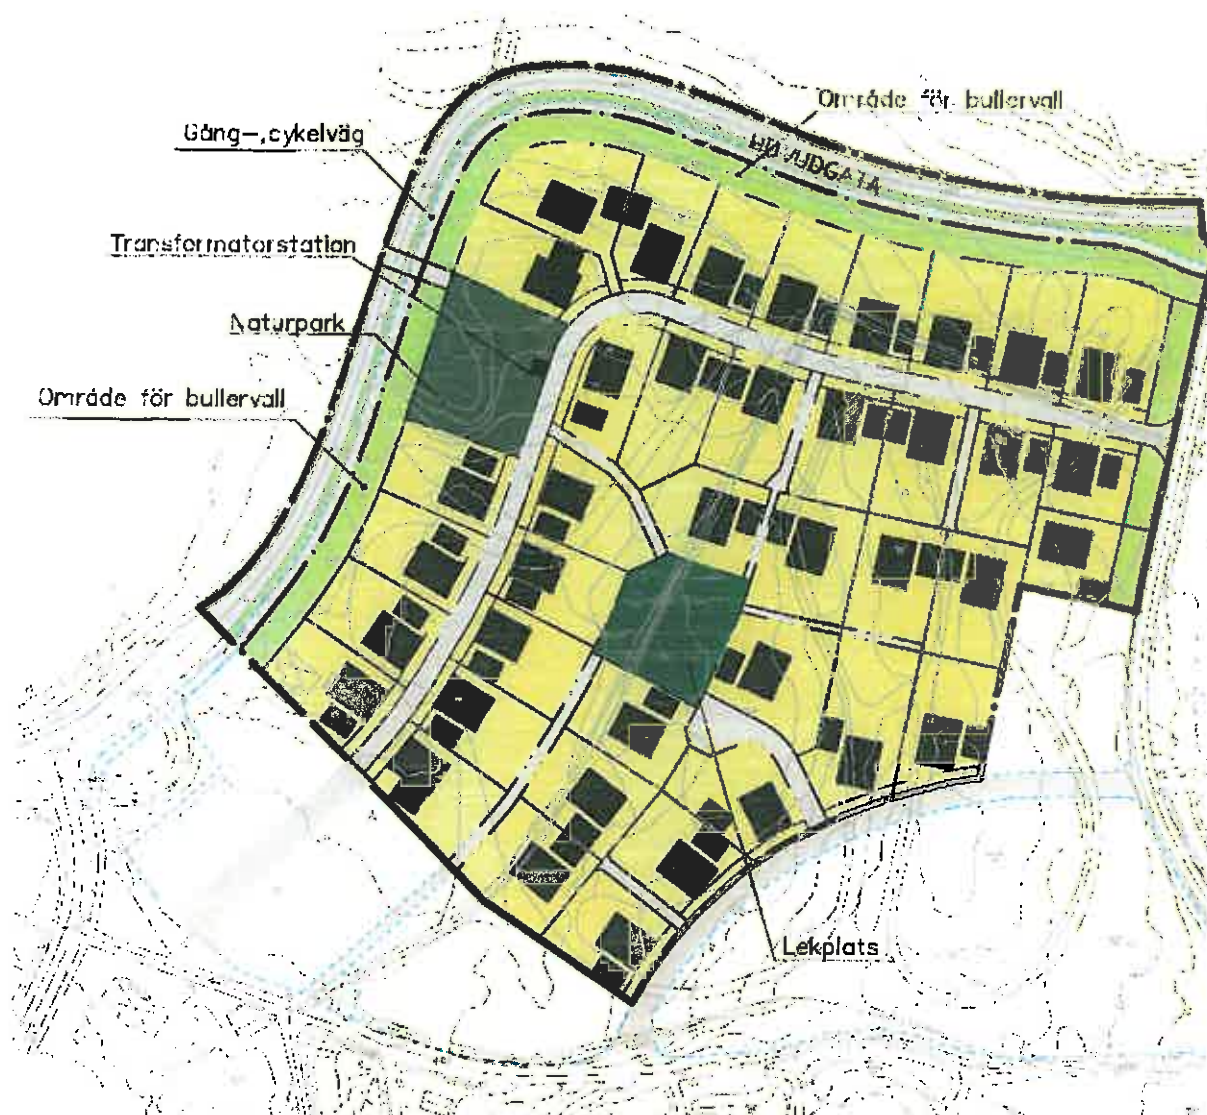 Område för bullervall
Gång-,cykelväg
HUVUDGATA
Transformatorstation
Naturpark
Område för bullervall
Lekplats